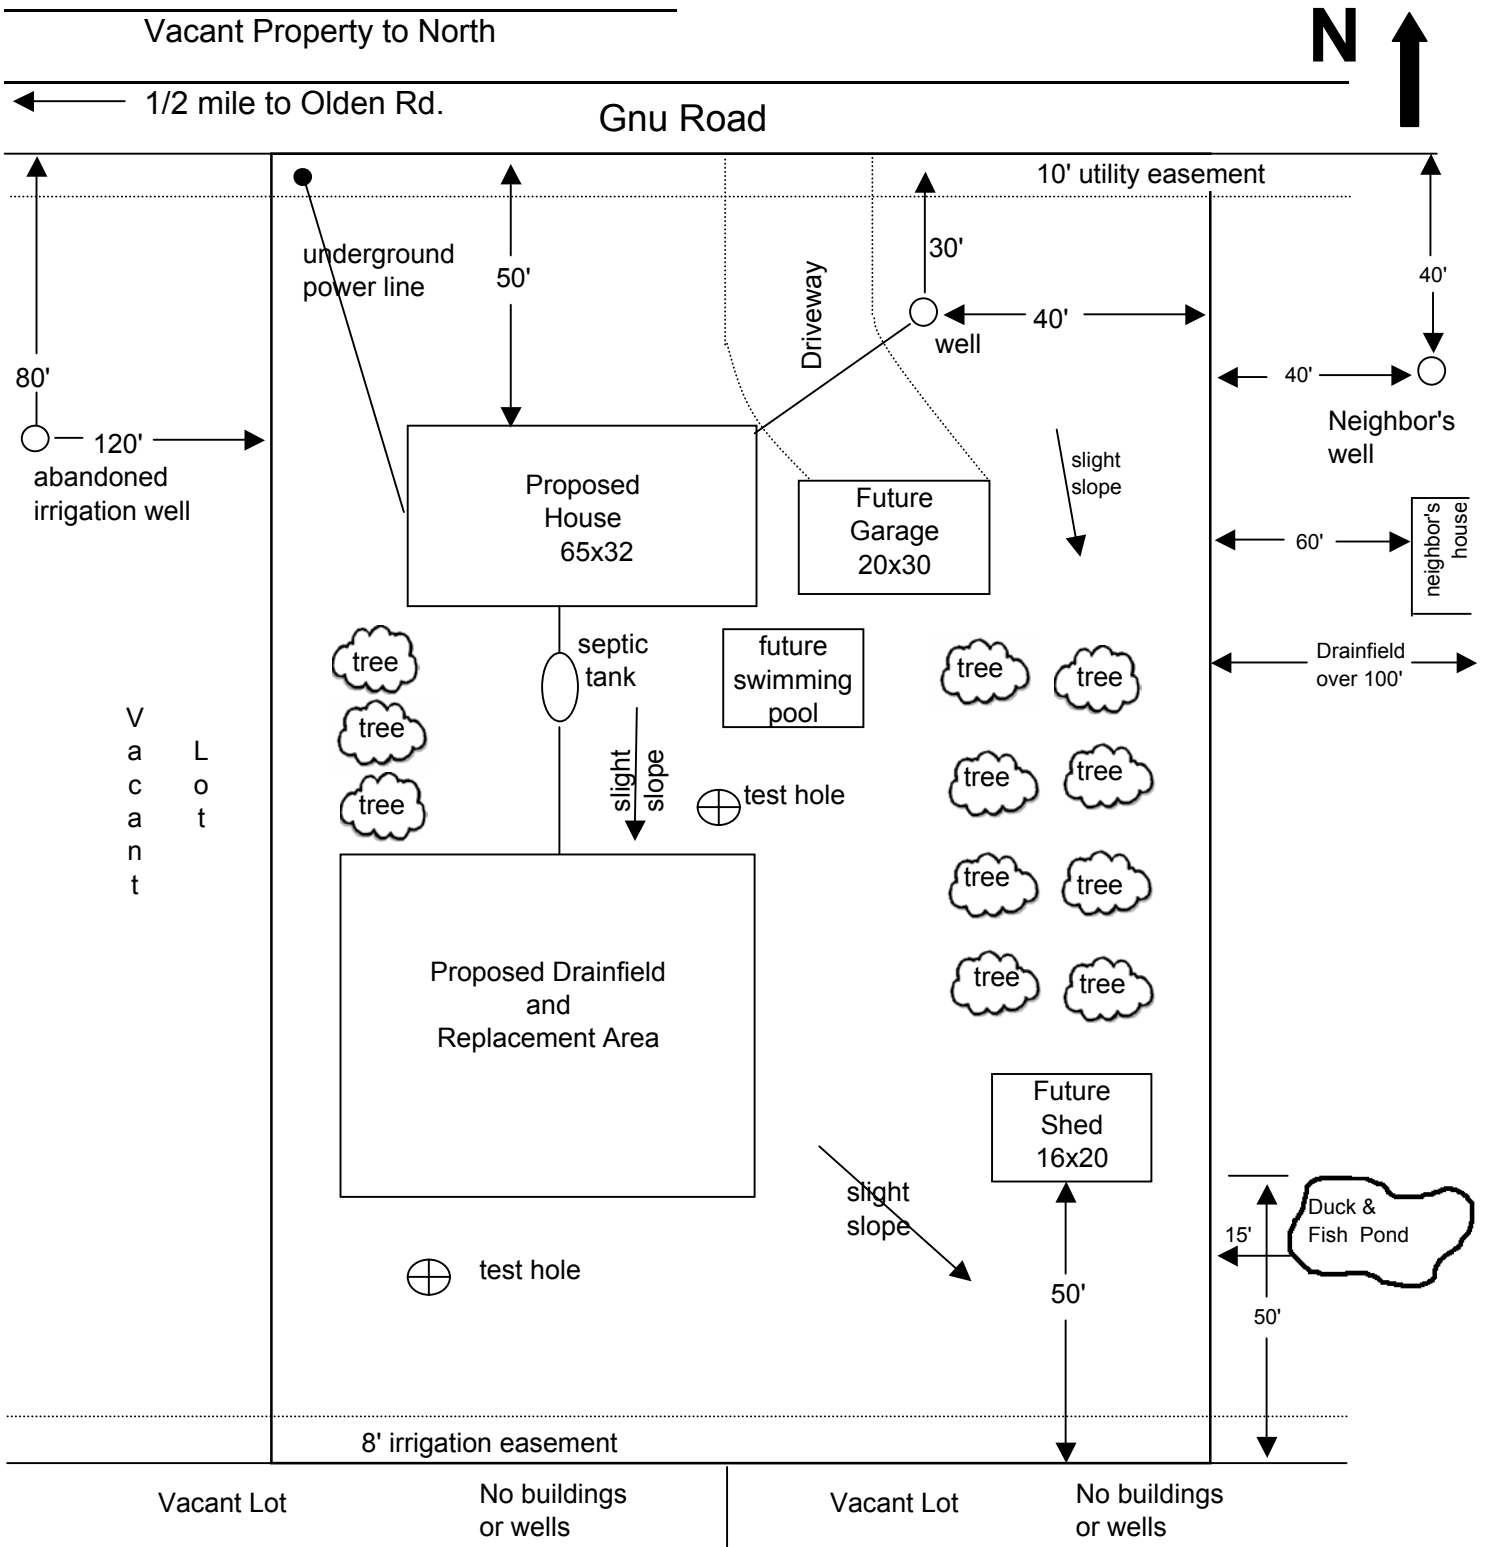 Vacant Property to North
N
1/2 mile to Olden Rd.
Gnu Road
10' utility easement
underground
power line
50'
Driveway
30'
40'
well
40'
40'
Neighbor's
well
80'
120'
abandoned
irrigation well
Proposed
House
65x32
Future
Garage
20x30
slight
slope
60'
neighbor's
house
tree
tree
tree
septic
tank
future
swimming
pool
tree
tree
Drainfield
over 100'
Vacant
Lot
slight
slope
test hole
tree
tree
tree
tree
tree
tree
Proposed Drainfield
and
Replacement Area
Future
Shed
16x20
slight
slope
Duck &
Fish Pond
15'
50'
50'
test hole
8' irrigation easement
Vacant Lot
No buildings
or wells
Vacant Lot
No buildings
or wells